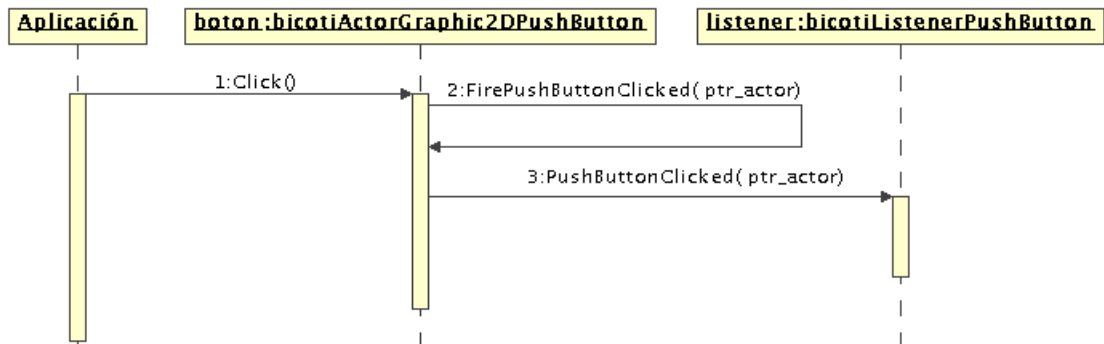 Aplicación
boton:bicotiActorGraphic2DPushButton
listener:bicotiListenerPushButton
1:Click()
2:FirePushButtonClicked( ptr_actor)
3:PushButtonClicked( ptr_actor)